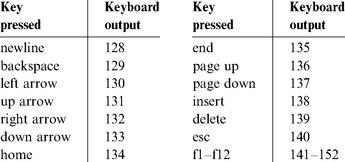 Key pressed Keyboard output Key pressed Keyboard output
newline 128 end 135
backspace 129 page up 136
left arrow 130 page down 137
up arrow 131 insert 138
right arrow 132 delete 139
down arrow 133 esc 140
home 134 f1–f12 141–152